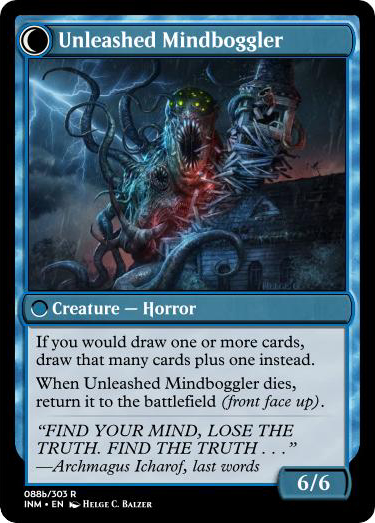 Unleashed Mindboggler
HELGE C.
Creature — Horror
If you would draw one or more cards,
draw that many cards plus one instead.
When Unleashed Mindboggler dies,
return it to the battlefield (front face up).
“FIND YOUR MIND, LOSE THE
TRUTH. FIND THE TRUTH . . .”
—Archmagus Icharof, last words
6/6
088b/303 R
INM • EN HELGE C. BALZER